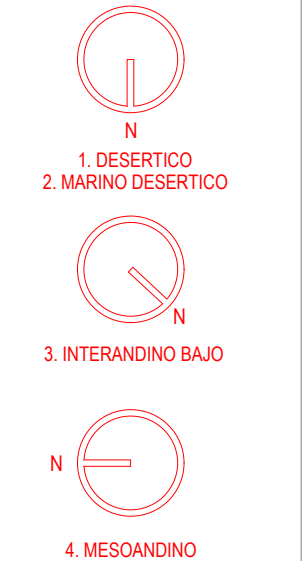 N
1. DESERTICO
2. MARINO DESERTICO
N
3. INTERANDINO BAJO
N
4. MESOANDINO